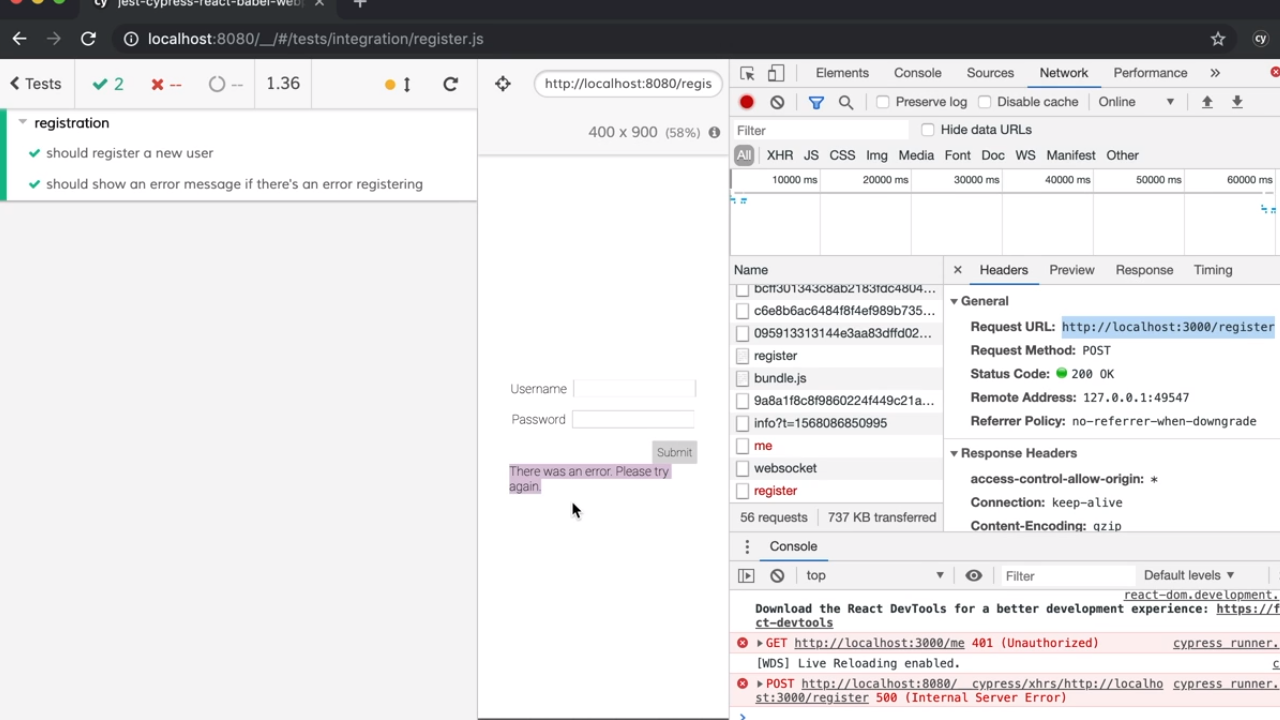 jest-cypress-react-babel-web
localhost:8080/__/#/tests/integration/register.js
cy
Tests
2
--
--
1.36
http://localhost:8080/regis
400 x 900 (58%)
registration
should register a new user
should show an error message if there's an error registering
Username
Password
Submit
There was an error. Please try
again.
Elements Console Sources Network Performance »
Preserve log Disable cache Online
Filter Hide data URLs
All XHR JS CSS Img Media Font Doc WS Manifest Other
10000 ms 20000 ms 30000 ms 40000 ms 50000 ms 60000 ms
Name
bcff301343c8ab2183fdc4804...
c6e8b6ac6484f8f4ef989b735...
095913313144e3aa83dffd02...
register
bundle.js
9a8a1f8c8f9860224f449c21a...
info?t=1568086850995
me
websocket
register
56 requests 737 KB transferred
Headers Preview Response Timing
General
Request URL: http://localhost:3000/register
Request Method: POST
Status Code: 200 OK
Remote Address: 127.0.0.1:49547
Referrer Policy: no-referrer-when-downgrade
Response Headers
access-control-allow-origin: *
Connection: keep-alive
Content-Encoding: gzip
Console
top Filter Default levels
react-dom.development.
Download the React DevTools for a better development experience: https://f
ct-devtools
GET http://localhost:3000/me 401 (Unauthorized) cypress_runner.
[WDS] Live Reloading enabled. c
POST http://localhost:8080/__cypress/xhrs/http://localho cypress_runner.
st:3000/register 500 (Internal Server Error)